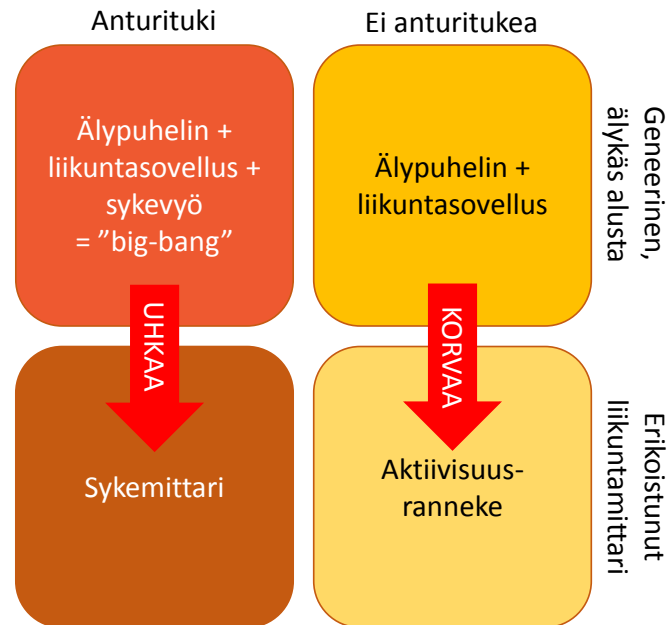 Anturituki
Ei anturitukea
Älypuhelin +
liikuntasovellus +
sykevyö
= ”big-bang”
Älypuhelin +
liikuntasovellus
Geneerinen,
älykäs alusta
UHKAA
KORVAA
Sykemittari
Aktiivisuus-
ranneke
Erikoistunut
liikuntamittari